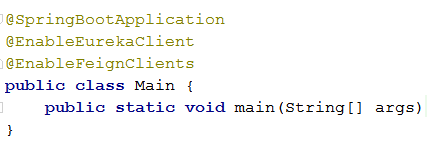 @SpringBootApplication
@EnableEurekaClient
@EnableFeignClients
public class Main {
    public static void main(String[] args)
}